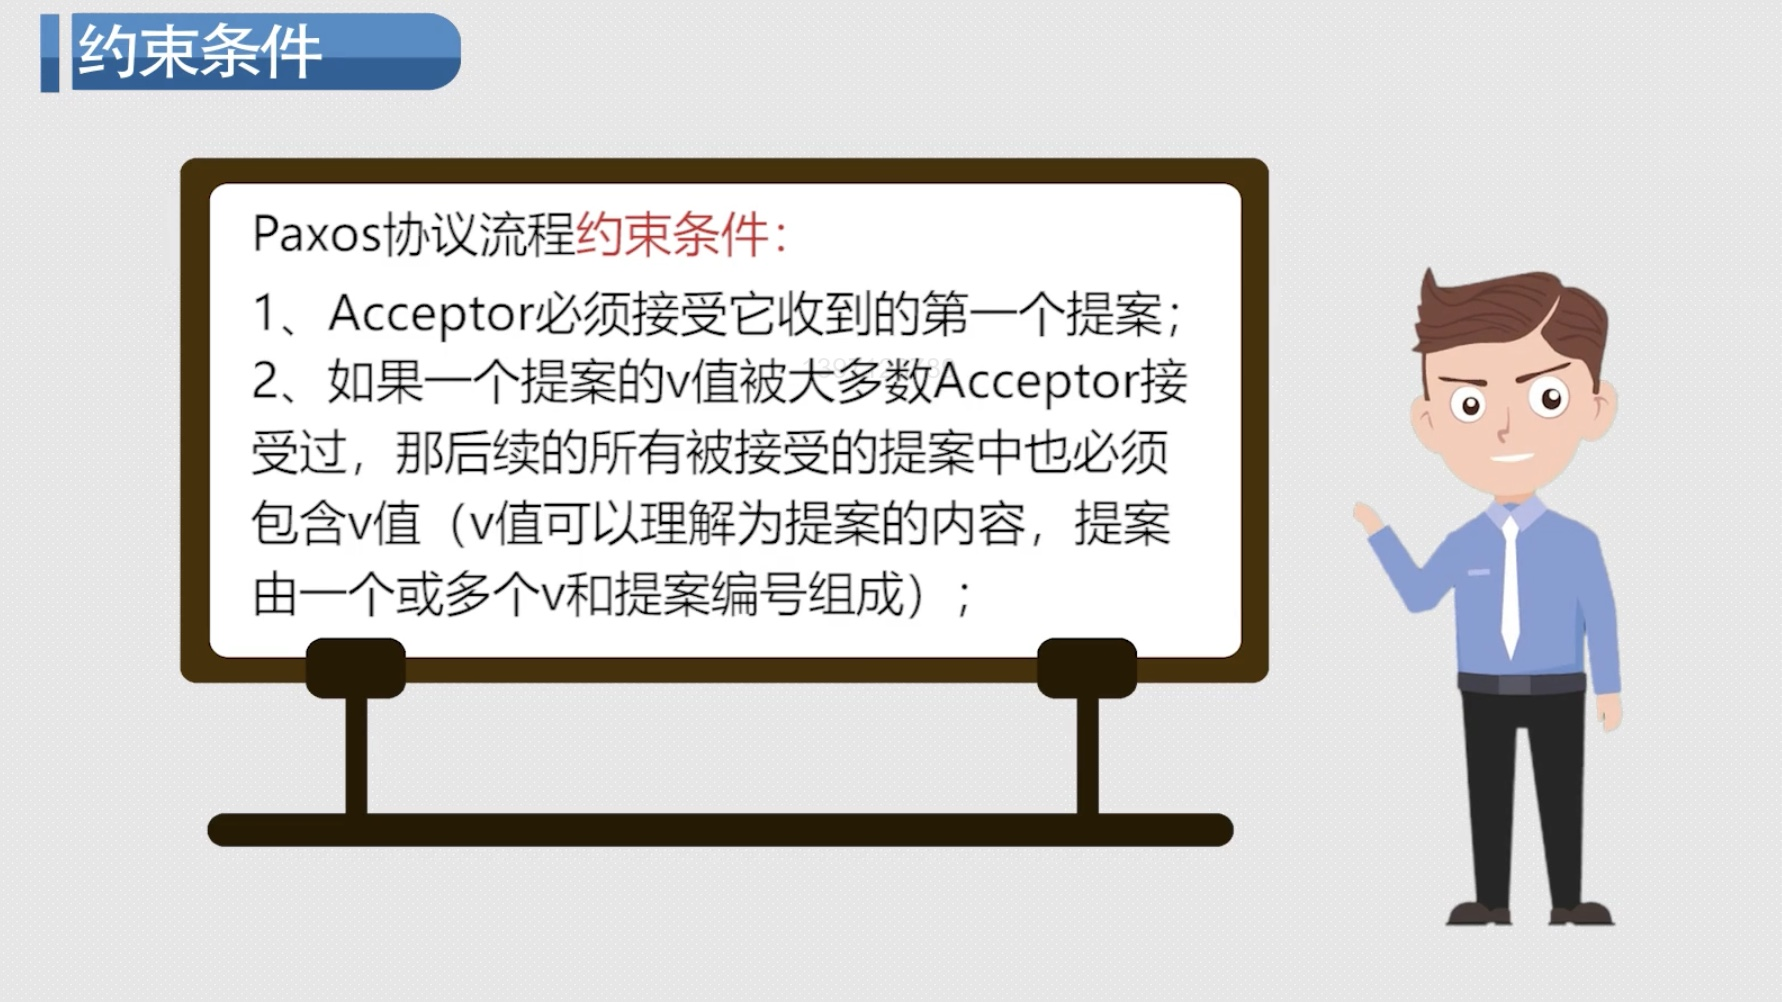 约束条件
Paxos协议流程约束条件：
1、Acceptor必须接受它收到的第一个提案；
2、如果一个提案的v值被大多数Acceptor接
受过，那后续的所有被接受的提案中也必须
包含v值（v值可以理解为提案的内容，提案
由一个或多个v和提案编号组成）；